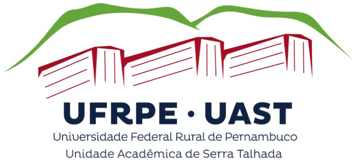 UFRPE • UAST
Universidade Federal Rural de Pernambuco
Unidade Acadêmica de Serra Talhada